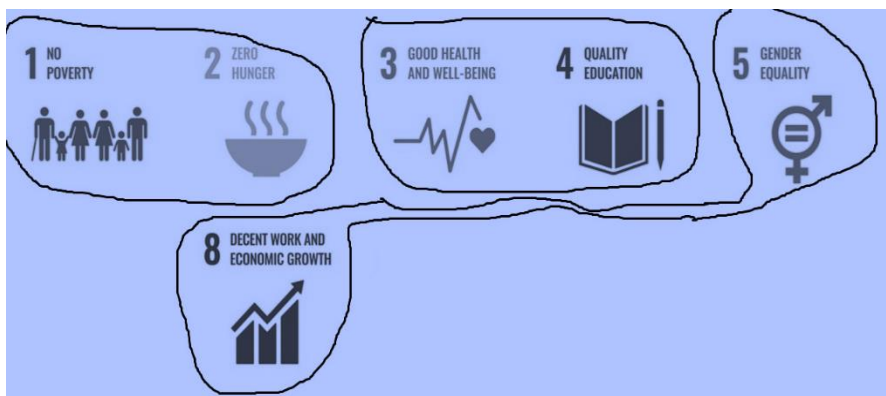 1 NO
POVERTY
2 ZERO
HUNGER
3 GOOD HEALTH
AND WELL-BEING
4 QUALITY
EDUCATION
5 GENDER
EQUALITY
8 DECENT WORK AND
ECONOMIC GROWTH